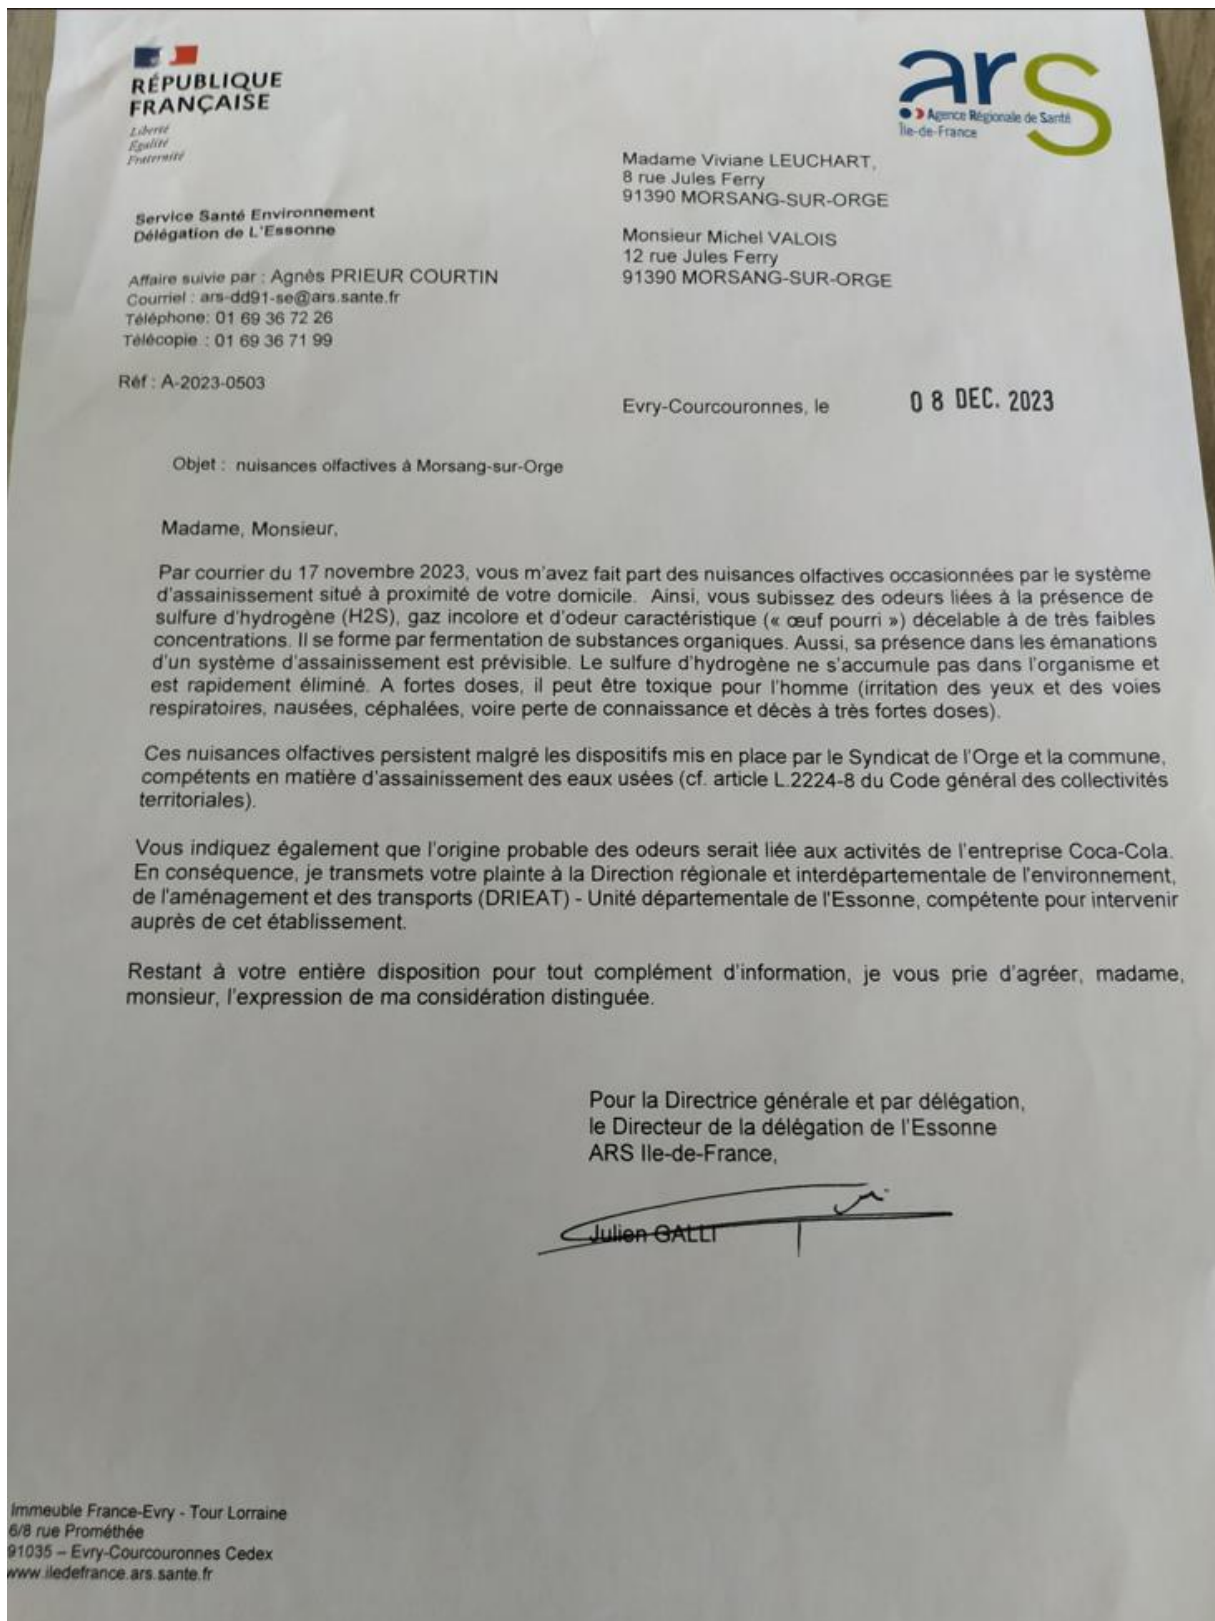 RÉPUBLIQUE
FRANÇAISE
Liberté
Égalité
Fraternité
ars
Agence Régionale de Santé
Île-de-France
Madame Viviane LEUCHART,
8 rue Jules Ferry
91390 MORSANG-SUR-ORGE
Monsieur Michel VALOIS
12 rue Jules Ferry
91390 MORSANG-SUR-ORGE
Service Santé Environnement
Délégation de L'Essonne
Affaire suivie par : Agnès PRIEUR COURTIN
Courriel : ars-dd91-se@ars.sante.fr
Téléphone: 01 69 36 72 26
Télécopie : 01 69 36 71 99
Réf : A-2023-0503
Evry-Courcouronnes, le 08 DEC. 2023
Objet : nuisances olfactives à Morsang-sur-Orge
Madame, Monsieur,
Par courrier du 17 novembre 2023, vous m'avez fait part des nuisances olfactives occasionnées par le système
d'assainissement situé à proximité de votre domicile. Ainsi, vous subissez des odeurs liées à la présence de
sulfure d'hydrogène (H2S), gaz incolore et d'odeur caractéristique (« œuf pourri ») décelable à de très faibles
concentrations. Il se forme par fermentation de substances organiques. Aussi, sa présence dans les émanations
d'un système d'assainissement est prévisible. Le sulfure d'hydrogène ne s'accumule pas dans l'organisme et
est rapidement éliminé. A fortes doses, il peut être toxique pour l'homme (irritation des yeux et des voies
respiratoires, nausées, céphalées, voire perte de connaissance et décès à très fortes doses).
Ces nuisances olfactives persistent malgré les dispositifs mis en place par le Syndicat de l'Orge et la commune,
compétents en matière d'assainissement des eaux usées (cf. article L.2224-8 du Code général des collectivités
territoriales).
Vous indiquez également que l'origine probable des odeurs serait liée aux activités de l'entreprise Coca-Cola.
En conséquence, je transmets votre plainte à la Direction régionale et interdépartementale de l'environnement,
de l'aménagement et des transports (DRIEAT) - Unité départementale de l'Essonne, compétente pour intervenir
auprès de cet établissement.
Restant à votre entière disposition pour tout complément d'information, je vous prie d'agréer, madame,
monsieur, l'expression de ma considération distinguée.
Pour la Directrice générale et par délégation,
le Directeur de la délégation de l'Essonne
ARS Ile-de-France,
Julien GALLI
Immeuble France-Evry - Tour Lorraine
6/8 rue Prométhée
91035 – Evry-Courcouronnes Cedex
www.iledefrance.ars.sante.fr